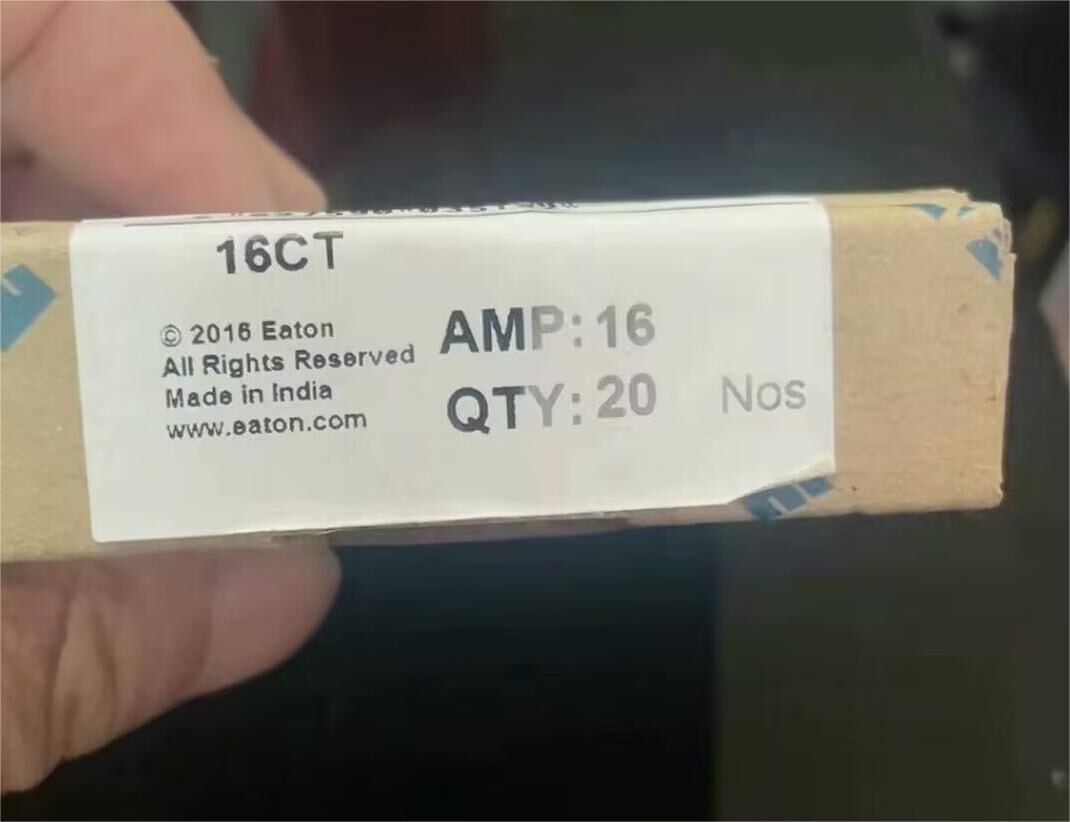 16CT
© 2016 Eaton
All Rights Reserved
Made in India
www.eaton.com
AMP: 16
QTY: 20 Nos